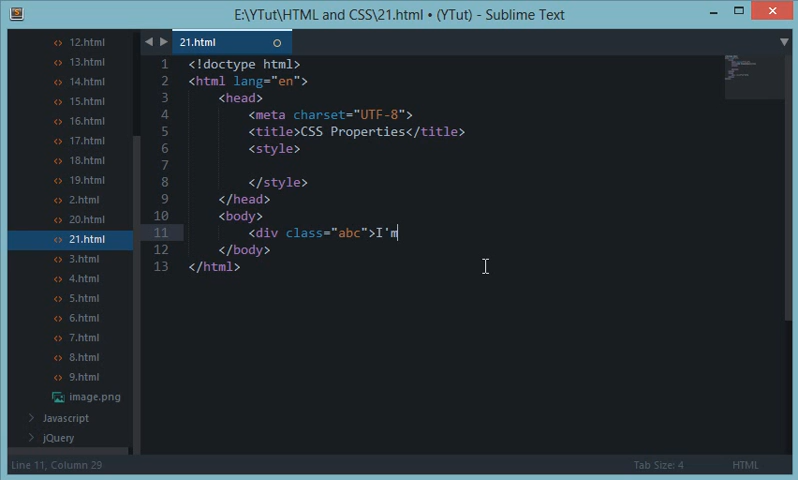 E:\YTut\HTML and CSS\21.html • (YTut) - Sublime Text
12.html
13.html
14.html
15.html
16.html
17.html
18.html
19.html
2.html
20.html
21.html
3.html
4.html
5.html
6.html
7.html
8.html
9.html
image.png
Javascript
jQuery
21.html
1 <!doctype html>
2 <html lang="en">
3 <head>
4 <meta charset="UTF-8">
5 <title>CSS Properties</title>
6 <style>
7
8 </style>
9 </head>
10 <body>
11 <div class="abc">I'm
12 </body>
13 </html>
Line 11, Column 29
Tab Size: 4
HTML